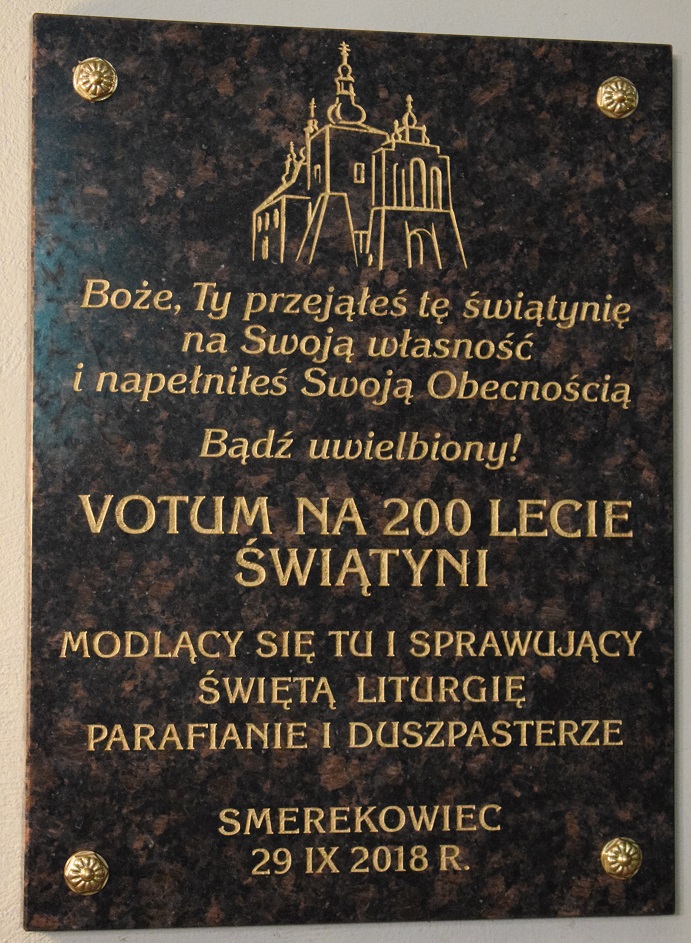 Boże, Ty przejąłeś tę świątynię
na Swoją własność
i napełniłeś Swoją Obecnością
Bądź uwielbiony!
VOTUM NA 200 LECIE
ŚWIĄTYNI
MODLĄCY SIĘ TU I SPRAWUJĄCY
ŚWIĘTĄ LITURGIĘ
PARAFIANIE I DUSZPASTERZE
SMEREKOWIEC
29 IX 2018 R.